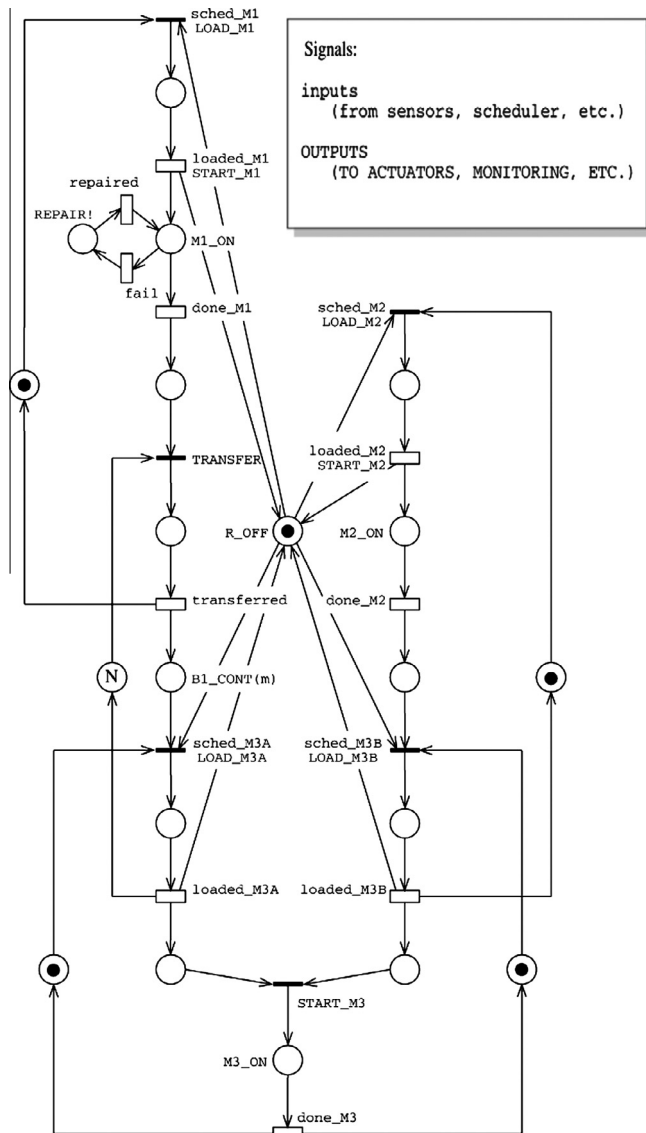 sched_M1
LOAD_M1
Signals:
inputs
(from sensors, scheduler, etc.)
OUTPUTS
(TO ACTUATORS, MONITORING, ETC.)
loaded_M1
START_M1
repaired
REPAIR!
M1_ON
fail
done_M1
sched_M2
LOAD_M2
loaded_M2
START_M2
TRANSFER
R_OFF
M2_ON
transferred
done_M2
N
B1_CONT(m)
sched_M3A
LOAD_M3A
sched_M3B
LOAD_M3B
loaded_M3A
loaded_M3B
START_M3
M3_ON
done_M3